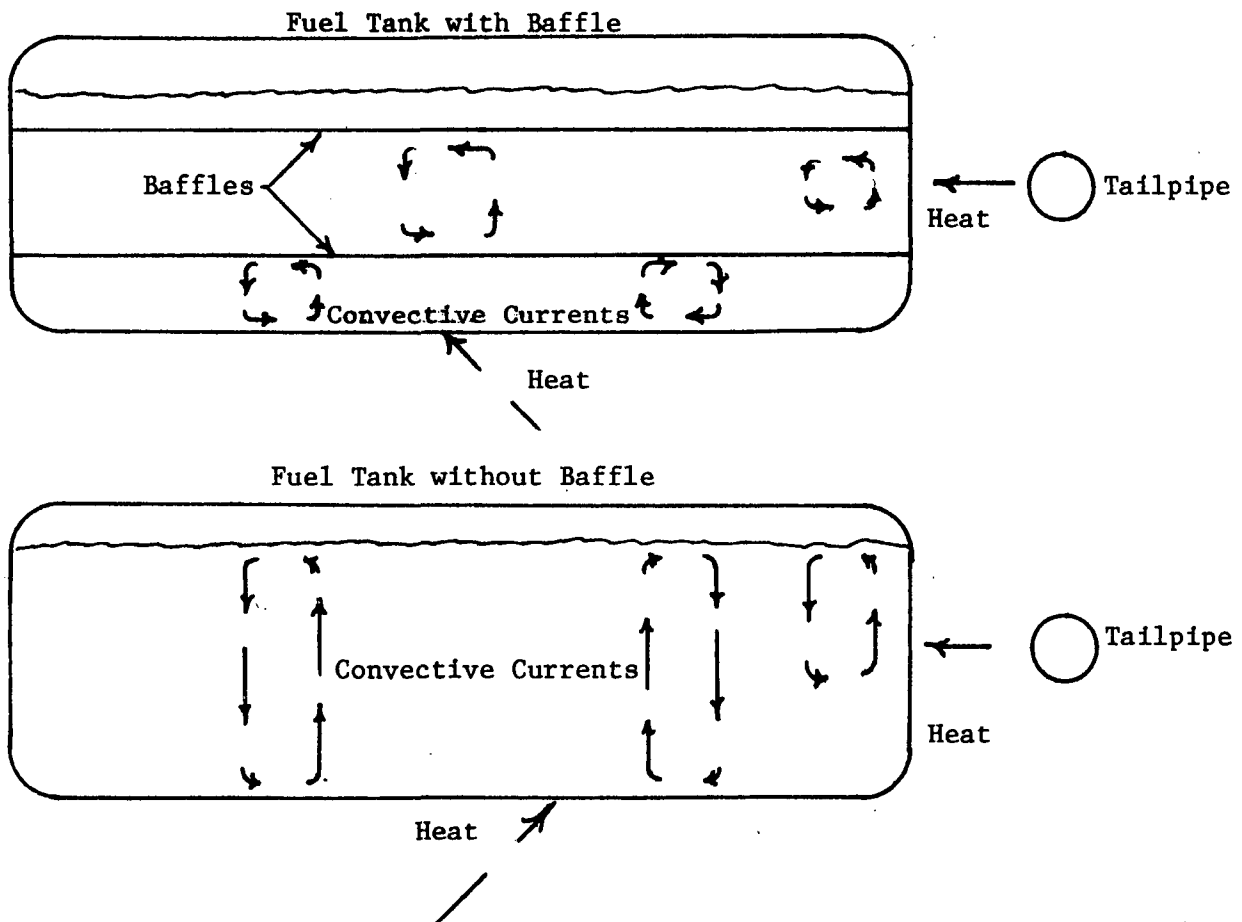 Fuel Tank with Baffle
Baffles
Tailpipe
Heat
Convective Currents
Heat
Fuel Tank without Baffle
Tailpipe
Convective Currents
Heat
Heat